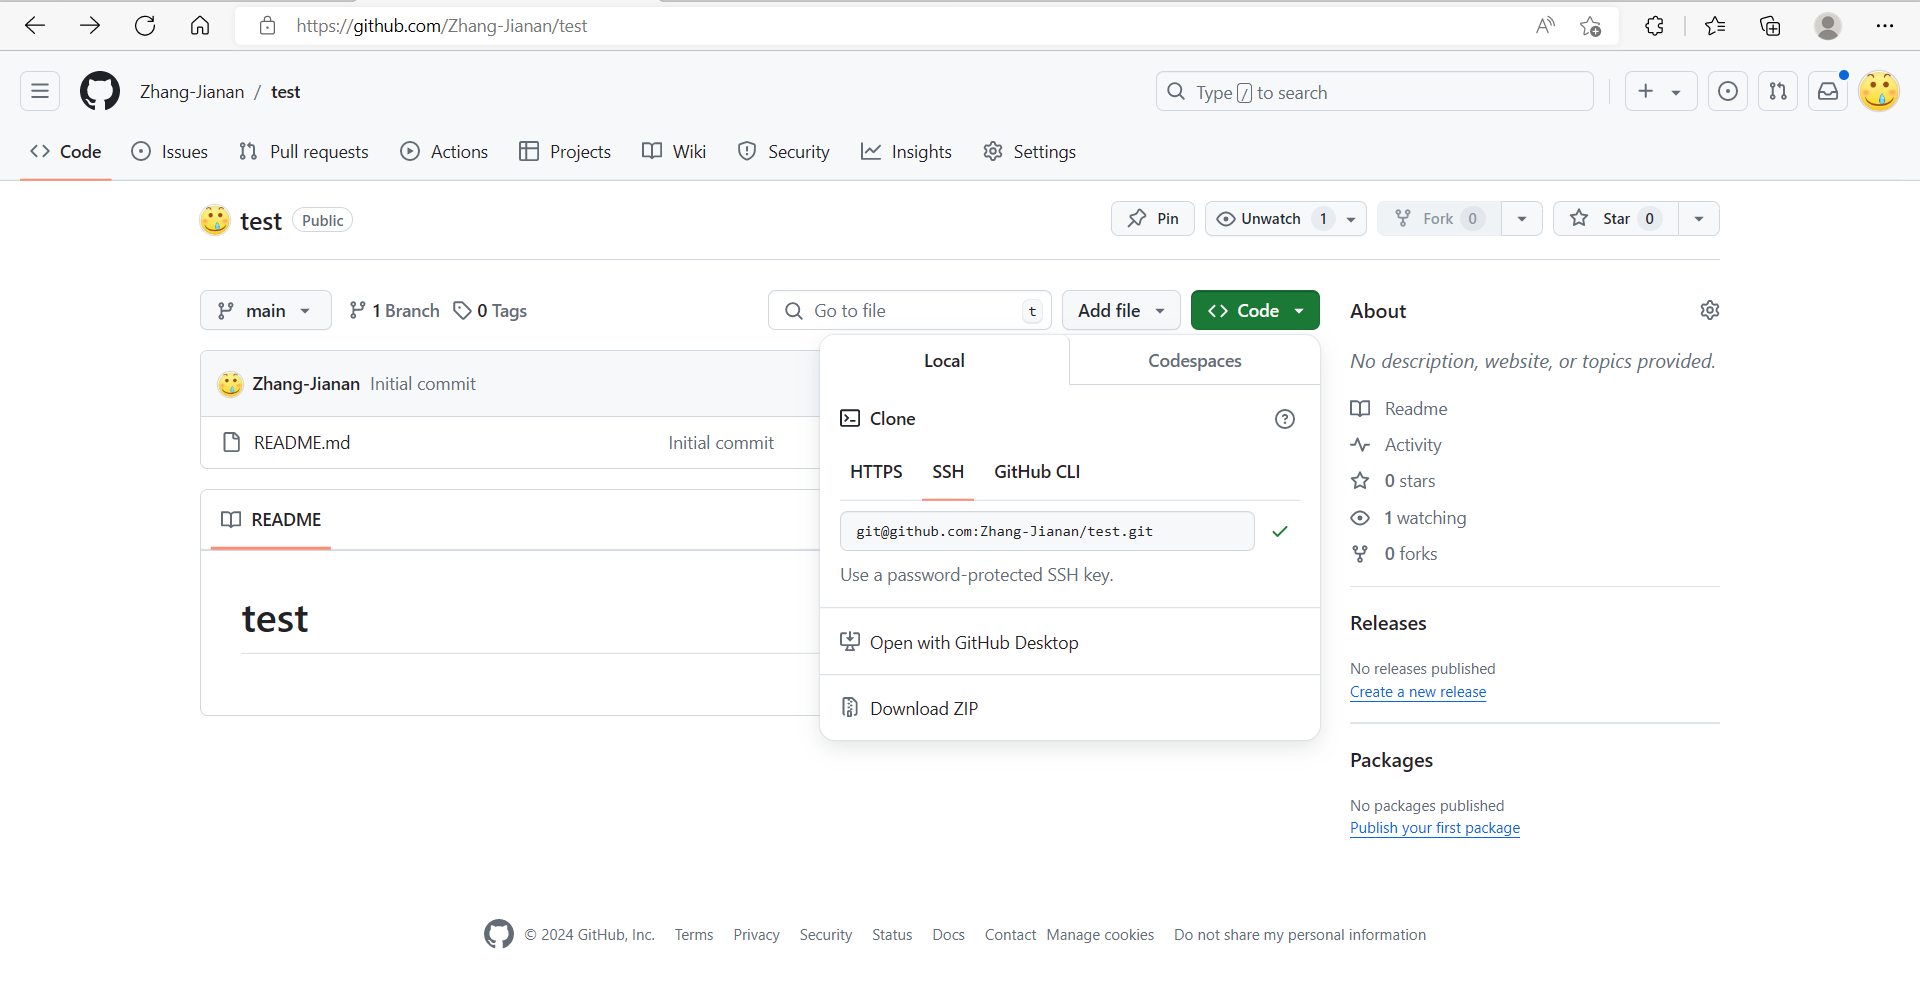 https://github.com/Zhang-Jianan/test
Zhang-Jianan / test
Type / to search
Code Issues Pull requests Actions Projects Wiki Security Insights Settings
test Public
Pin Unwatch 1 Fork 0 Star 0
main 1 Branch 0 Tags Go to file t Add file Code
About
No description, website, or topics provided.
Local Codespaces
Zhang-Jianan Initial commit
Readme
Clone
README.md Initial commit
Activity
HTTPS SSH GitHub CLI
0 stars
README
1 watching
git@github.com:Zhang-Jianan/test.git
0 forks
Use a password-protected SSH key.
test
Releases
Open with GitHub Desktop
No releases published
Create a new release
Download ZIP
Packages
No packages published
Publish your first package
© 2024 GitHub, Inc. Terms Privacy Security Status Docs Contact Manage cookies Do not share my personal information